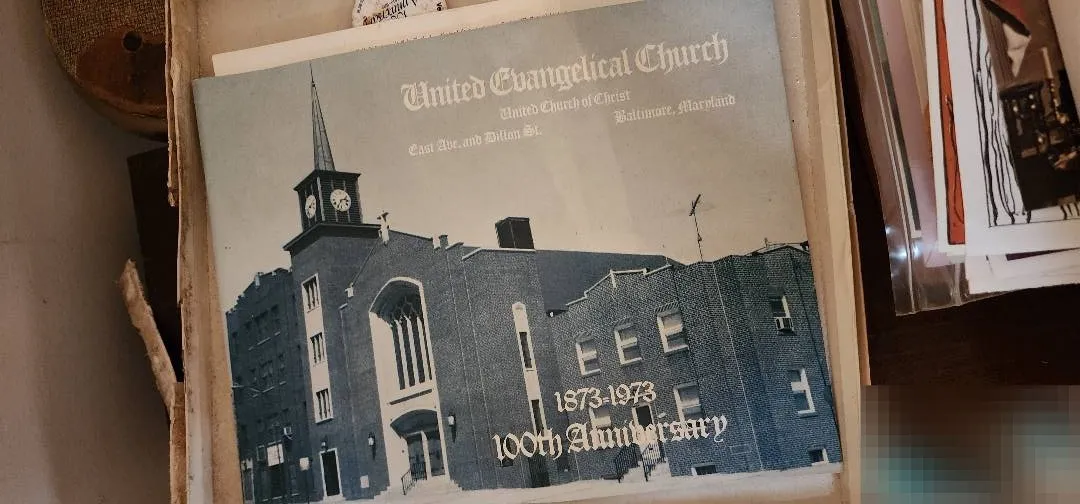 United Evangelical Church
United Church of Christ
East Ave. and Dillon St.
Baltimore, Maryland
1873-1973
100th Anniversary